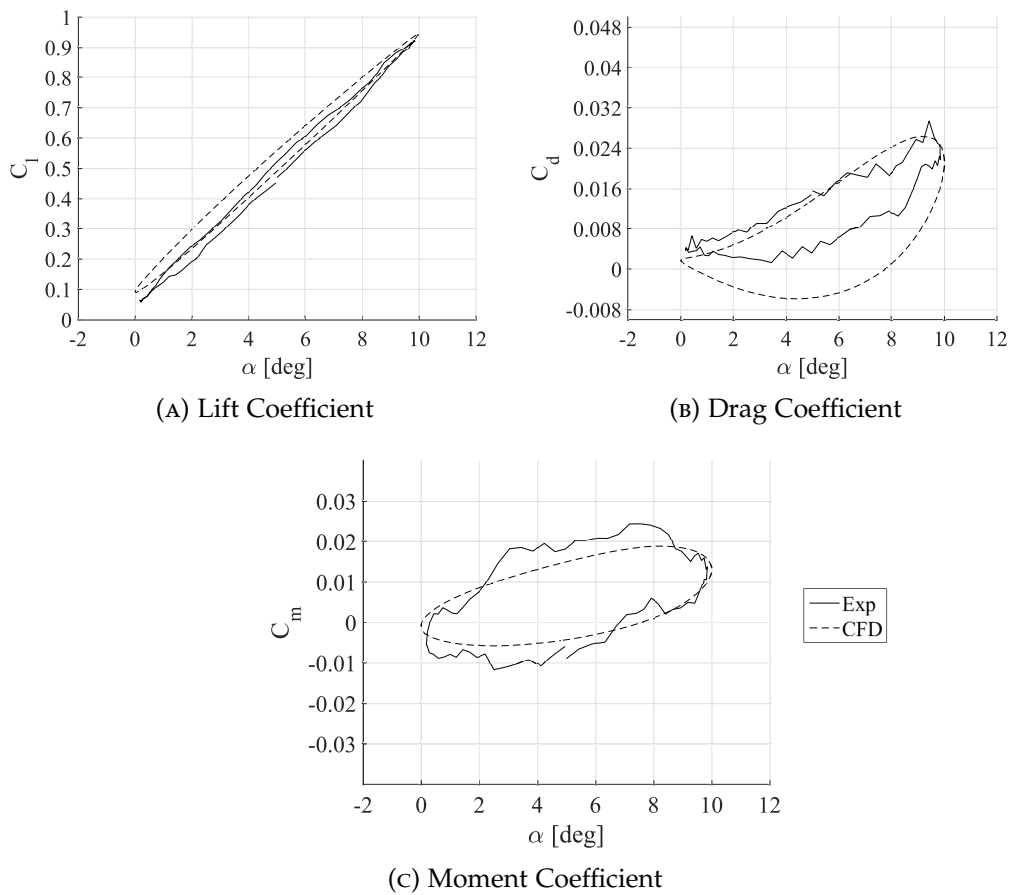 1
0.9
0.8
0.7
0.6
0.5
0.4
0.3
0.2
0.1
0
C_l
-2 0 2 4 6 8 10 12
α [deg]
(A) Lift Coefficient
0.048
0.04
0.032
0.024
0.016
0.008
0
-0.008
C_d
-2 0 2 4 6 8 10 12
α [deg]
(B) Drag Coefficient
0.03
0.02
0.01
0
-0.01
-0.02
-0.03
C_m
-2 0 2 4 6 8 10 12
α [deg]
(C) Moment Coefficient
Exp
CFD